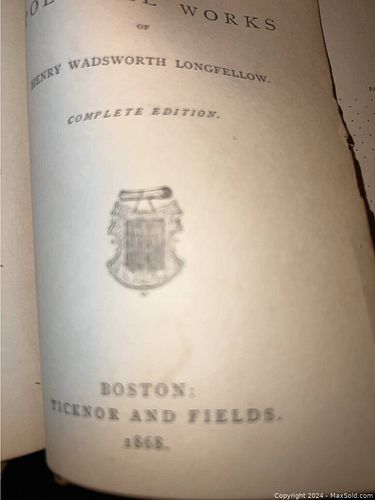 WORKS
OF
HENRY WADSWORTH LONGFELLOW.
COMPLETE EDITION.
BOSTON:
TICKNOR AND FIELDS.
1868.
Copyright 2024 - MaxSold.com